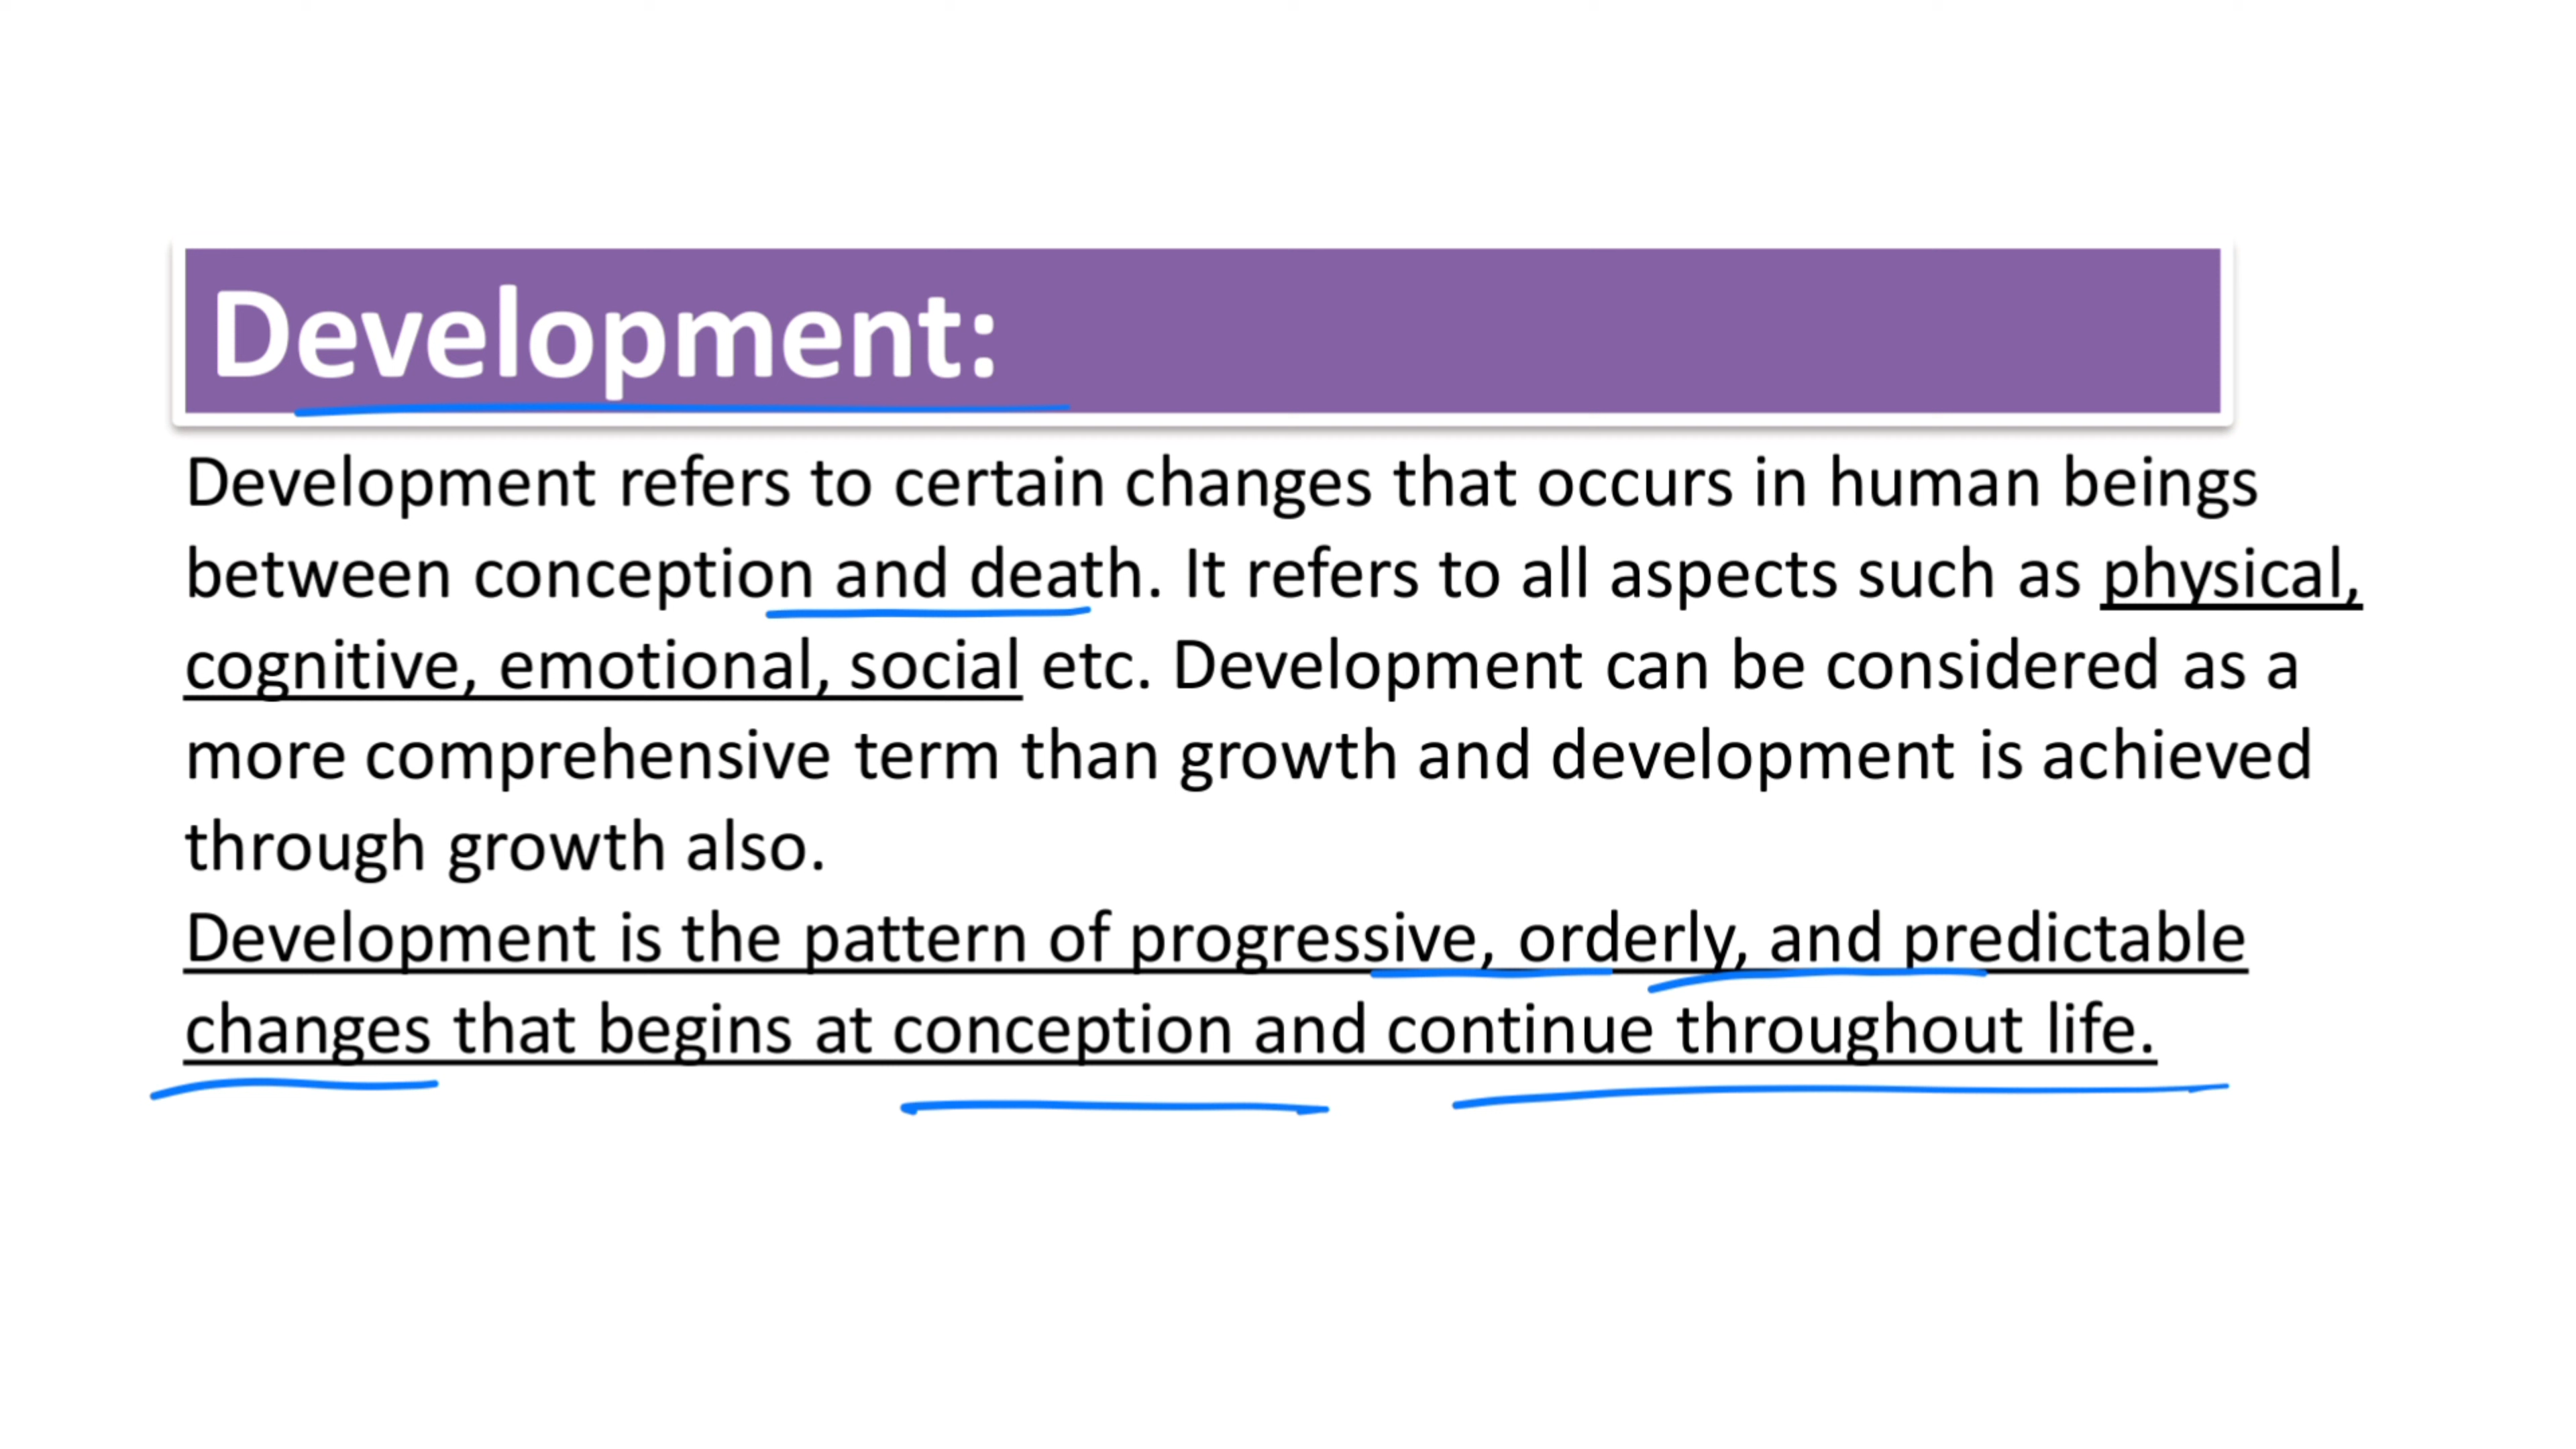 Development:
Development refers to certain changes that occurs in human beings
between conception and death. It refers to all aspects such as physical,
cognitive, emotional, social etc. Development can be considered as a
more comprehensive term than growth and development is achieved
through growth also.
Development is the pattern of progressive, orderly, and predictable
changes that begins at conception and continue throughout life.